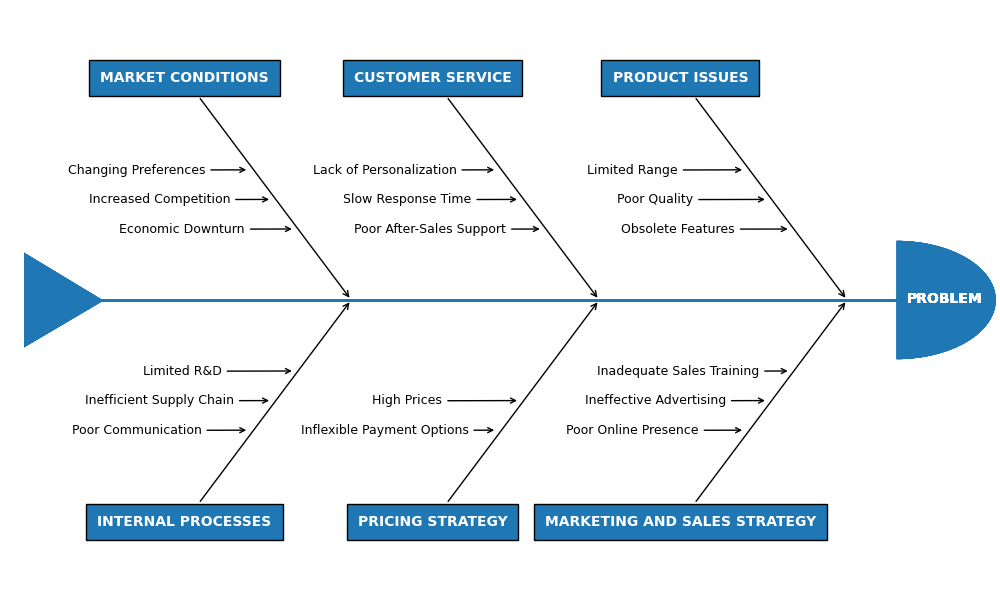 MARKET CONDITIONS
CUSTOMER SERVICE
PRODUCT ISSUES
Changing Preferences
Lack of Personalization
Limited Range
Increased Competition
Slow Response Time
Poor Quality
Economic Downturn
Poor After-Sales Support
Obsolete Features
PROBLEM
Limited R&D
Inadequate Sales Training
Inefficient Supply Chain
High Prices
Ineffective Advertising
Poor Communication
Inflexible Payment Options
Poor Online Presence
INTERNAL PROCESSES
PRICING STRATEGY
MARKETING AND SALES STRATEGY